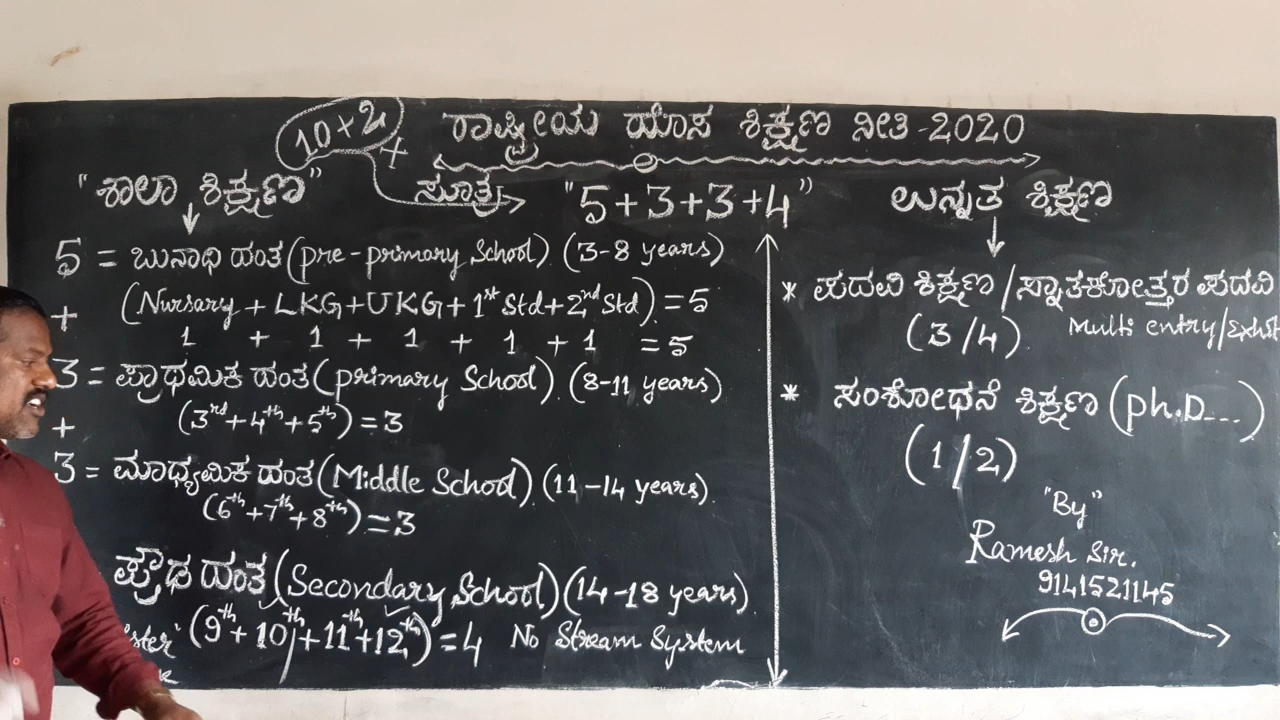 10+2
ರಾಷ್ಟ್ರೀಯ ಹೊಸ ಶಿಕ್ಷಣ ನೀತಿ-2020
"ಶಾಲಾ ಶಿಕ್ಷಣ" ಸೂತ್ರ "5+3+3+4"
5 = ಬುನಾಧಿ ಹಂತ (pre-primary School) (3-8 years)
+ (Nursary + LKG+UKG+1st Std+2nd Std) = 5
1 + 1 + 1 + 1 + 1 = 5
3 = ಪ್ರಾಥಮಿಕ ಹಂತ (primary School) (8-11 years)
+ (3rd+4th+5th) = 3
3 = ಮಾಧ್ಯಮಿಕ ಹಂತ (Middle School) (11-14 years).
(6th+7th+8th) = 3
ಪ್ರೌಢ ಹಂತ (Secondary School) (14-18 years)
(9th+10th+11th+12th) = 4 No Stream System
ಉನ್ನತ ಶಿಕ್ಷಣ
* ಪದವಿ ಶಿಕ್ಷಣ/ಸ್ನಾತಕೋತ್ತರ ಪದವಿ
(3/4) Multi entry/
* ಸಂಶೋಧನೆ ಶಿಕ್ಷಣ (ph.D...)
(1/2)
"By"
Ramesh Sir.
9141521145